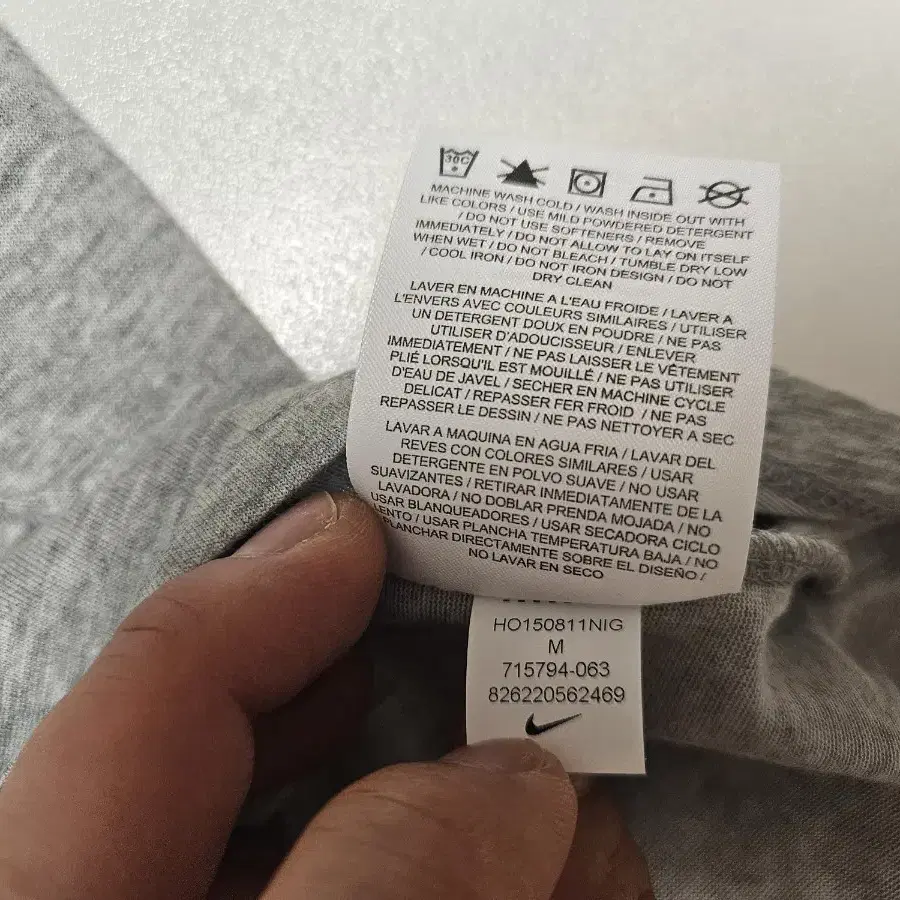 30C
MACHINE WASH COLD / WASH INSIDE OUT WITH
LIKE COLORS / USE MILD POWDERED DETERGENT
/ DO NOT USE SOFTENERS / REMOVE
IMMEDIATELY / DO NOT ALLOW TO LAY ON ITSELF
WHEN WET / DO NOT BLEACH / TUMBLE DRY LOW
/ COOL IRON / DO NOT IRON DESIGN / DO NOT
DRY CLEAN
LAVER EN MACHINE A L'EAU FROIDE / LAVER A
L'ENVERS AVEC COULEURS SIMILAIRES / UTILISER
UN DETERGENT DOUX EN POUDRE / NE PAS
UTILISER D'ADOUCISSEUR / ENLEVER
IMMEDIATEMENT / NE PAS LAISSER LE VÊTEMENT
PLIÉ LORSQU'IL EST MOUILLÉ / NE PAS UTILISER
D'EAU DE JAVEL / SECHER EN MACHINE CYCLE
DELICAT / REPASSER FER FROID / NE PAS
REPASSER LE DESSIN / NE PAS NETTOYER A SEC
LAVAR A MAQUINA EN AGUA FRIA / LAVAR DEL
REVES CON COLORES SIMILARES / USAR
DETERGENTE EN POLVO SUAVE / NO USAR
SUAVIZANTES / RETIRAR INMEDIATAMENTE DE LA
LAVADORA / NO DOBLAR PRENDA MOJADA / NO
USAR BLANQUEADORES / USAR SECADORA CICLO
LENTO / USAR PLANCHA TEMPERATURA BAJA / NO
PLANCHAR DIRECTAMENTE SOBRE EL DISEÑO /
NO LAVAR EN SECO
HO150811NIG
M
715794-063
826220562469